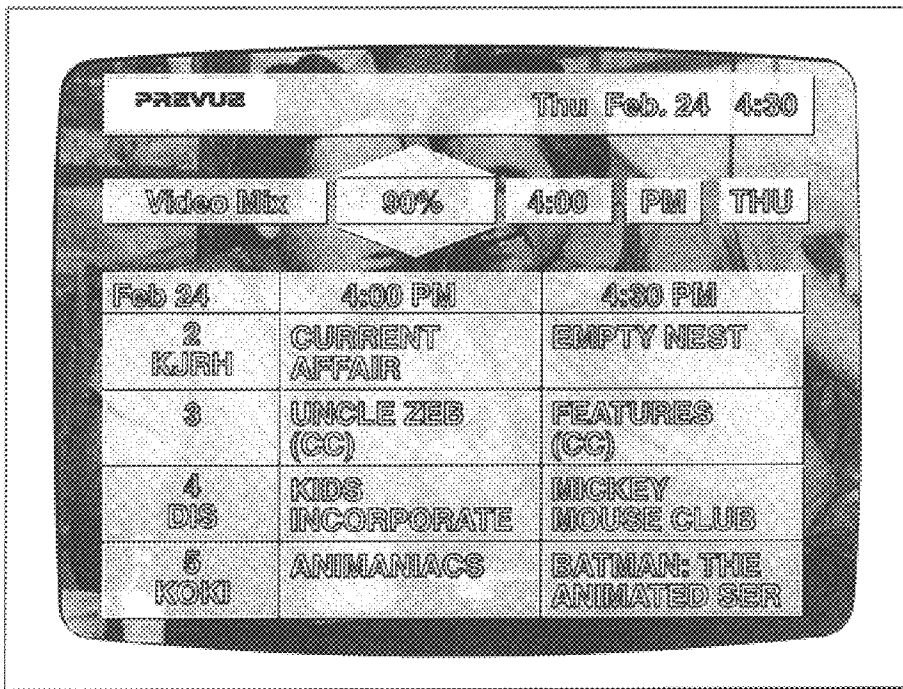 PREVUE Thu Feb. 24 4:30
Video Mix 90% 4:00 PM THU
Feb 24 4:00 PM 4:30 PM
2 CURRENT EMPTY NEST
KJRH AFFAIR
3 UNCLE ZEB FEATURES
(CC) (CC)
4 KIDS MICKEY
DIS INCORPORATE MOUSE CLUB
5 ANIMANIACS BATMAN: THE
KOKI ANIMATED SER